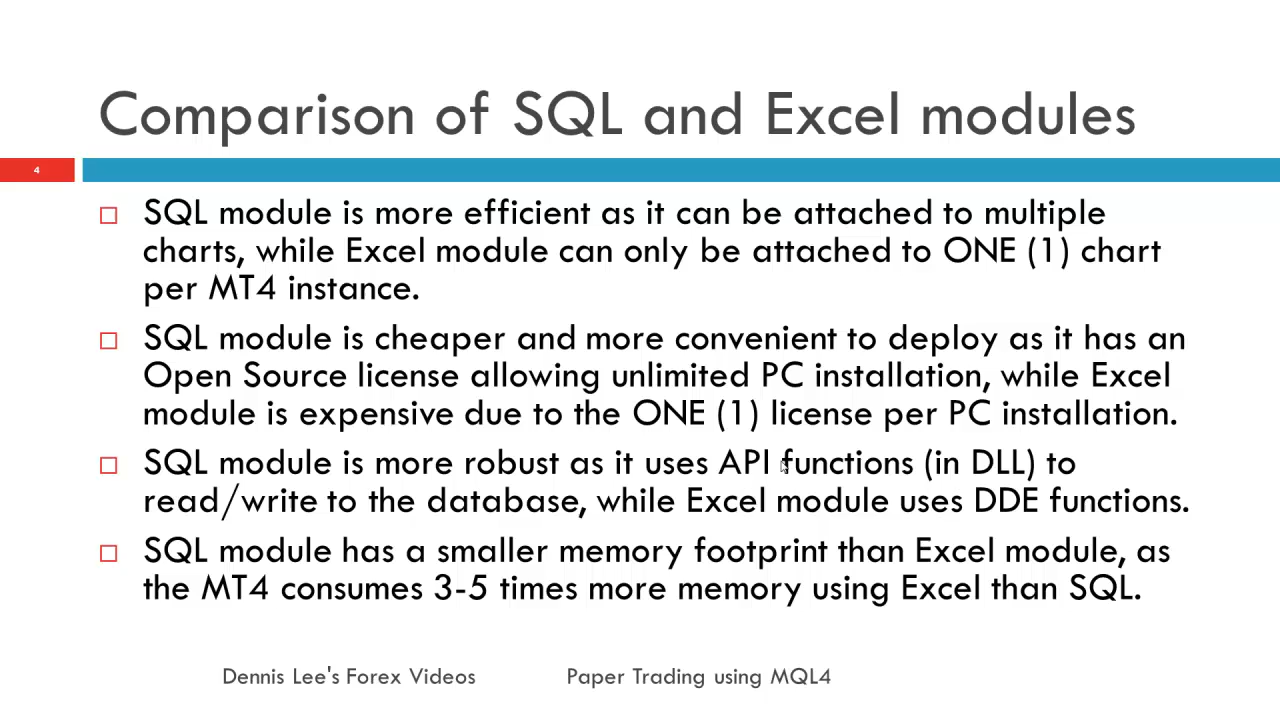 Comparison of SQL and Excel modules
4
SQL module is more efficient as it can be attached to multiple
charts, while Excel module can only be attached to ONE (1) chart
per MT4 instance.
SQL module is cheaper and more convenient to deploy as it has an
Open Source license allowing unlimited PC installation, while Excel
module is expensive due to the ONE (1) license per PC installation.
SQL module is more robust as it uses API functions (in DLL) to
read/write to the database, while Excel module uses DDE functions.
SQL module has a smaller memory footprint than Excel module, as
the MT4 consumes 3-5 times more memory using Excel than SQL.
Dennis Lee's Forex Videos
Paper Trading using MQL4